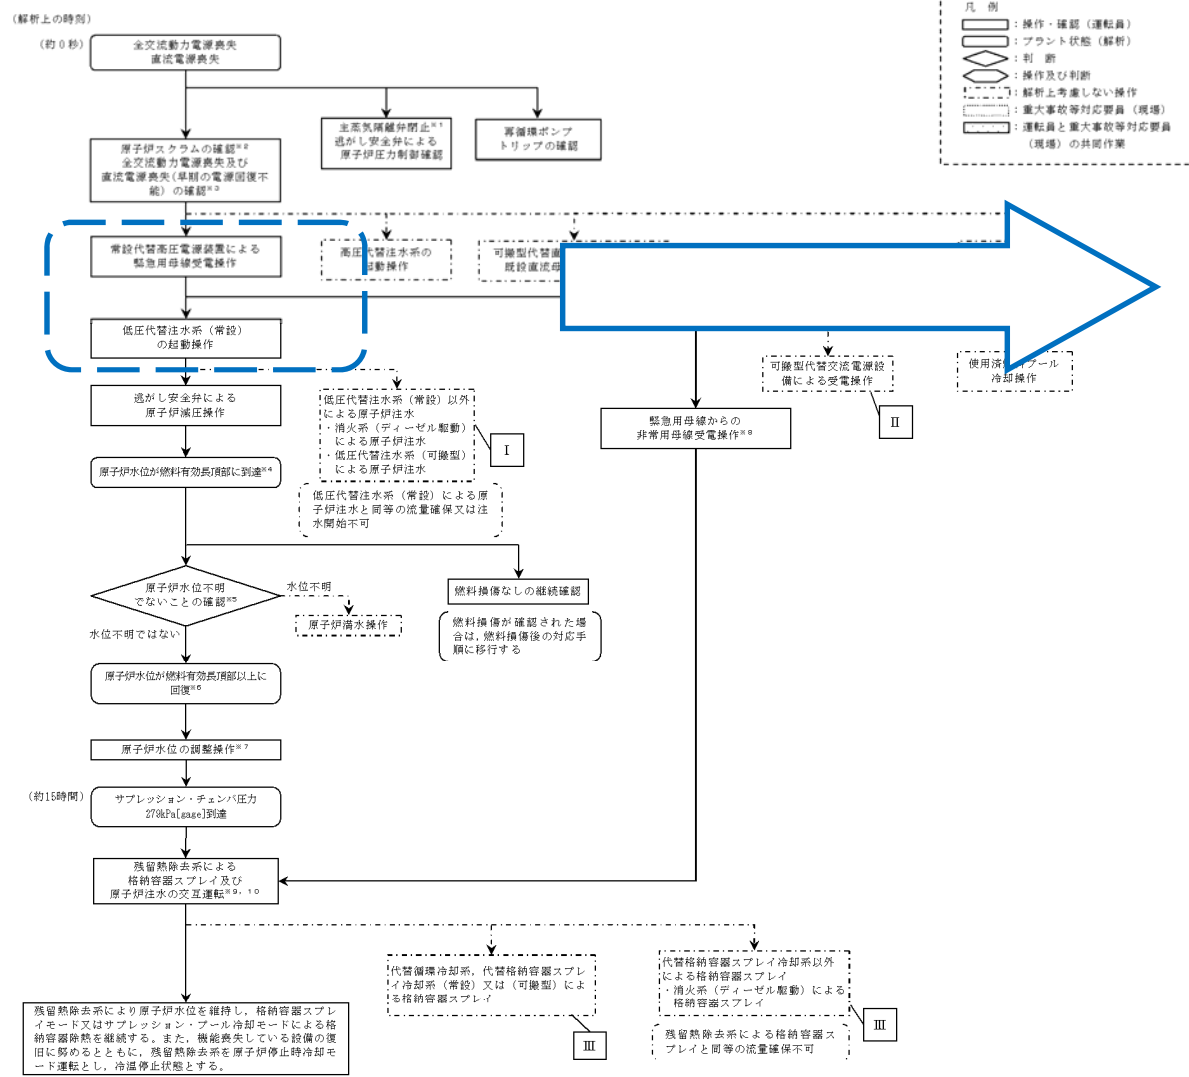 (解析上の時刻)
(約0秒)
全交流動力電源喪失
直流電源喪失
凡 例
：操作・確認（運転員）
：プラント状態（解析）
：判 断
：操作及び判断
：解析上考慮しない操作
：重大事故等対応要員（現場）
：運転員と重大事故等対応要員
（現場）の共同作業
主蒸気隔離弁閉止※1
逃がし安全弁による
原子炉圧力制御確認
再循環ポンプ
トリップの確認
原子炉スクラムの確認※2
全交流動力電源喪失及び
直流電源喪失(早期の電源回復不
能）の確認※3
常設代替高圧電源装置による
緊急用母線受電操作
高圧代替注水系の
起動操作
可搬型代替直
既設直流母
低圧代替注水系（常設）
の起動操作
可搬型代替交流電源設
備による受電操作
Ⅱ
使用済
プール
冷却操作
逃がし安全弁による
原子炉減圧操作
低圧代替注水系（常設）以外
による原子炉注水
・消火系（ディーゼル駆動）
による原子炉注水
・低圧代替注水系（可搬型）
による原子炉注水
Ⅰ
緊急用母線からの
非常用母線受電操作※8
原子炉水位が燃料有効長頂部に到達※4
低圧代替注水系（常設）による原
子炉注水と同等の流量確保又は注
水開始不可
原子炉水位不明
でないことの確認※5
水位不明
原子炉満水操作
水位不明ではない
燃料損傷なしの継続確認
燃料損傷が確認された場
合は，燃料損傷後の対応手
順に移行する
原子炉水位が燃料有効長頂部以上に
回復※6
原子炉水位の調整操作※7
(約15時間)
サプレッション・チェンバ圧力
279kPa[gage]到達
残留熱除去系による
格納容器スプレイ及び
原子炉注水の交互運転※9，10
代替循環冷却系，代替格納容器スプレ
イ冷却系（常設）又は（可搬型）によ
る格納容器スプレイ
Ⅲ
代替格納容器スプレイ冷却系以外
による格納容器スプレイ
・消火系（ディーゼル駆動）による
格納容器スプレイ
Ⅲ
残留熱除去系による格納容器ス
プレイと同等の流量確保不可
残留熱除去系により原子炉水位を維持し，格納容器スプレ
イモード又はサプレッション・プール冷却モードによる格
納容器除熱を継続する。また，機能喪失している設備の復
旧に努めるとともに，残留熱除去系を原子炉停止時冷却モ
ード運転とし，冷温停止状態とする。